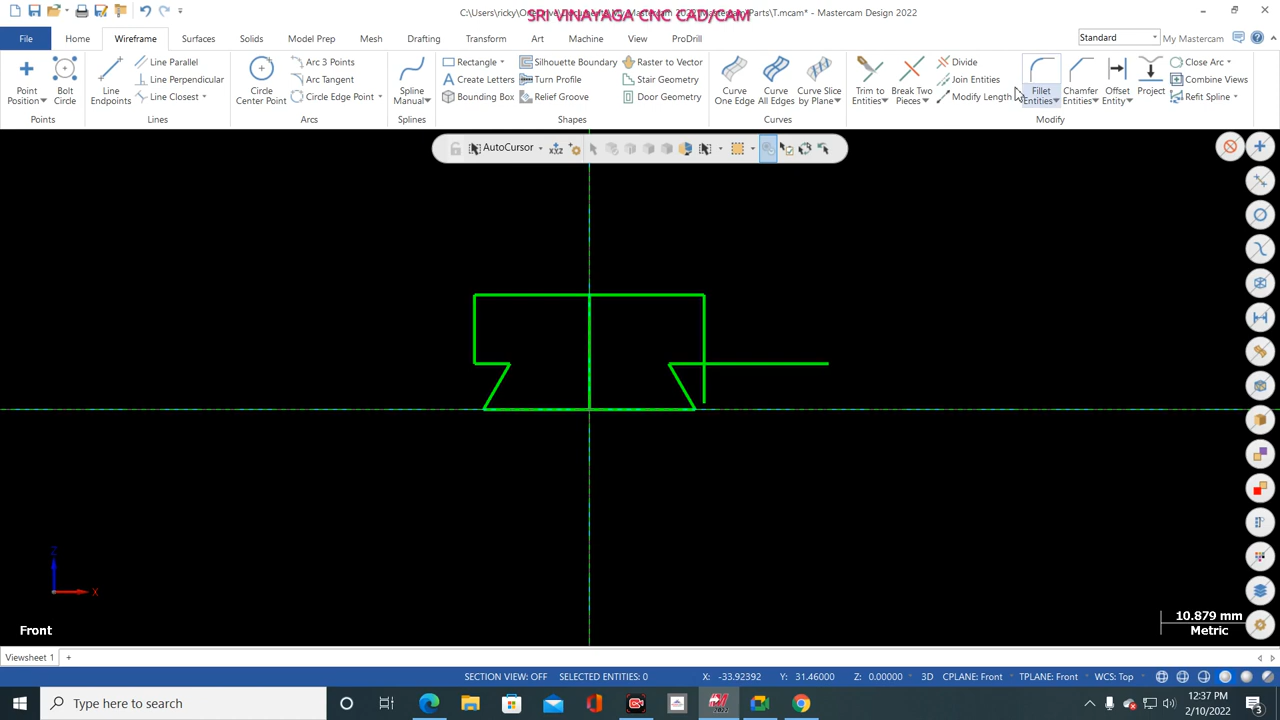 C:\Users\ricky\One SRI VINAYAGA CNC CAD/CAM Parts\T.mcam* - Mastercam Design 2022
File Home Wireframe Surfaces Solids Model Prep Mesh Drafting Transform Art Machine View ProDrill Standard My Mastercam
Point Position
Bolt Circle
Points
Line Endpoints
Line Parallel
Line Perpendicular
Line Closest
Lines
Circle Center Point
Arc 3 Points
Arc Tangent
Circle Edge Point
Arcs
Spline Manual
Splines
Rectangle
Create Letters
Bounding Box
Silhouette Boundary
Turn Profile
Relief Groove
Raster to Vector
Stair Geometry
Door Geometry
Shapes
Curve One Edge
Curve All Edges
Curve Slice by Plane
Curves
Trim to Entities
Break Two Pieces
Divide
Join Entities
Modify Length
Fillet Entities
Chamfer Entities
Offset Entity
Project
Close Arc
Combine Views
Refit Spline
Modify
AutoCursor
Z
X
Front
10.879 mm
Metric
Viewsheet 1 +
SECTION VIEW: OFF SELECTED ENTITIES: 0 X: -33.92392 Y: 31.46000 Z: 0.00000 3D CPLANE: Front TPLANE: Front WCS: Top
Type here to search
12:37 PM
2/10/2022
3